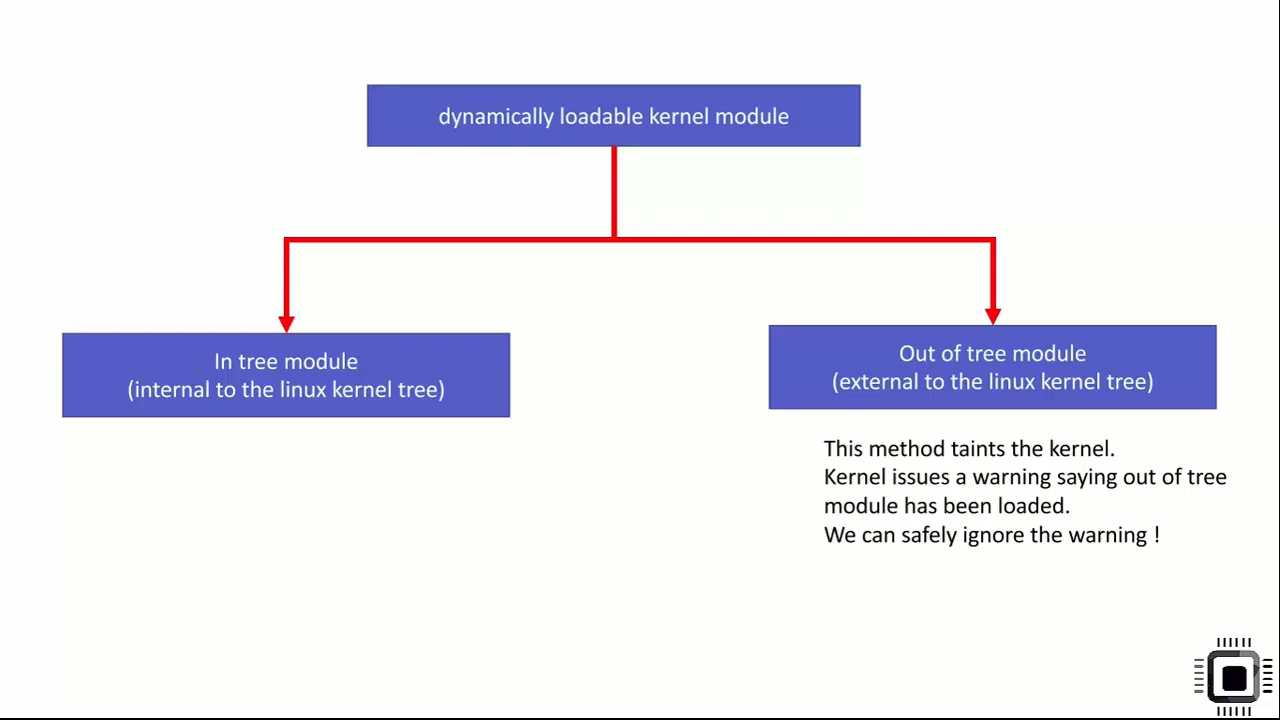 dynamically loadable kernel module
In tree module
(internal to the linux kernel tree)
Out of tree module
(external to the linux kernel tree)
This method taints the kernel.
Kernel issues a warning saying out of tree
module has been loaded.
We can safely ignore the warning !